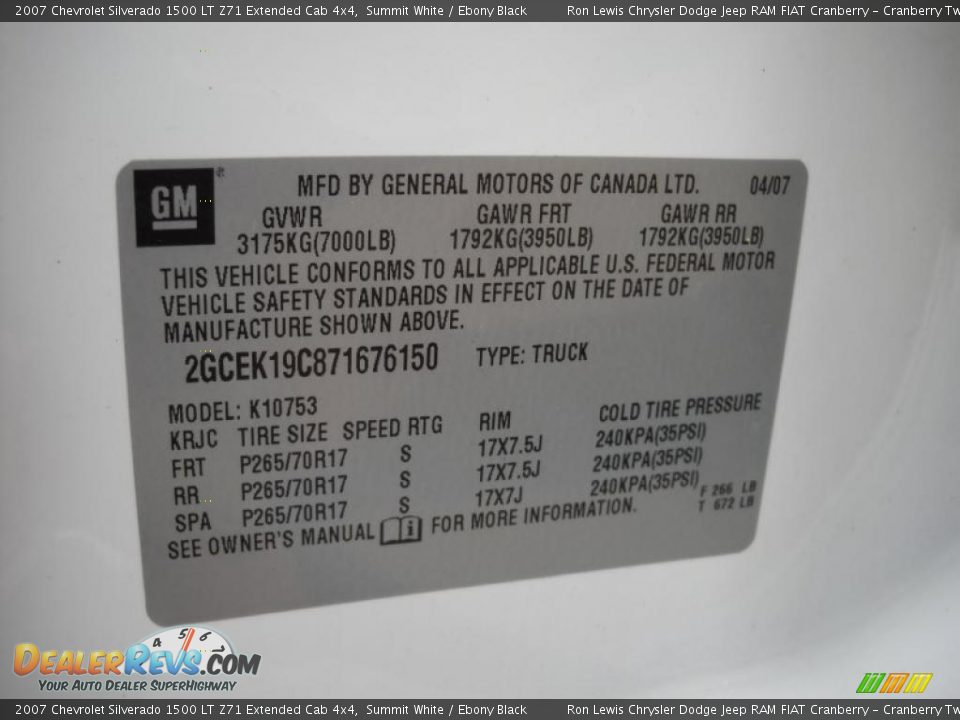 2007 Chevrolet Silverado 1500 LT Z71 Extended Cab 4x4, Summit White / Ebony Black Ron Lewis Chrysler Dodge Jeep RAM FIAT Cranberry - Cranberry Tw
GM® MFD BY GENERAL MOTORS OF CANADA LTD. 04/07
GVWR GAWR FRT GAWR RR
3175KG(7000LB) 1792KG(3950LB) 1792KG(3950LB)
THIS VEHICLE CONFORMS TO ALL APPLICABLE U.S. FEDERAL MOTOR
VEHICLE SAFETY STANDARDS IN EFFECT ON THE DATE OF
MANUFACTURE SHOWN ABOVE.
2GCEK19C871676150 TYPE: TRUCK
MODEL: K10753
KRJC TIRE SIZE SPEED RTG RIM COLD TIRE PRESSURE
FRT P265/70R17 S 17X7.5J 240KPA(35PSI)
RR P265/70R17 S 17X7.5J 240KPA(35PSI)
SPA P265/70R17 S 17X7J 240KPA(35PSI) F 266 LB
T 672 LB
SEE OWNER'S MANUAL i FOR MORE INFORMATION.
4 5 6 7
DEALERREVS.COM
YOUR AUTO DEALER SUPERHIGHWAY
2007 Chevrolet Silverado 1500 LT Z71 Extended Cab 4x4, Summit White / Ebony Black Ron Lewis Chrysler Dodge Jeep RAM FIAT Cranberry - Cranberry Tw